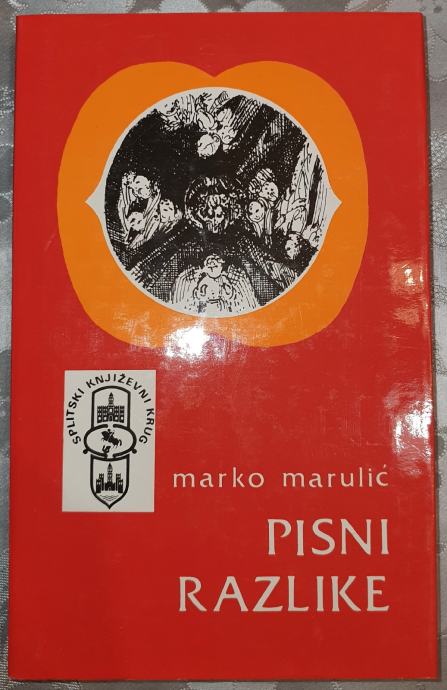 SPLITSKI KNJIŽEVNI KRUG
marko marulić
PISNI
RAZLIKE